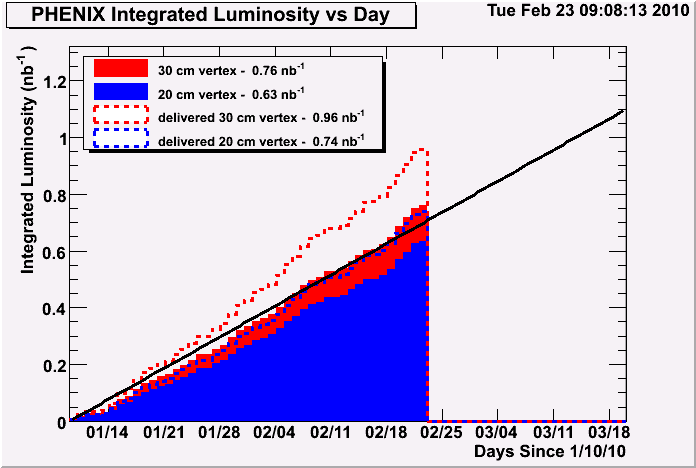 PHENIX Integrated Luminosity vs Day
Tue Feb 23 09:08:13 2010
30 cm vertex - 0.76 nb⁻¹
20 cm vertex - 0.63 nb⁻¹
delivered 30 cm vertex - 0.96 nb⁻¹
delivered 20 cm vertex - 0.74 nb⁻¹
Integrated Luminosity (nb⁻¹)
1.2
1
0.8
0.6
0.4
0.2
0
01/14 01/21 01/28 02/04 02/11 02/18 02/25 03/04 03/11 03/18
Days Since 1/10/10